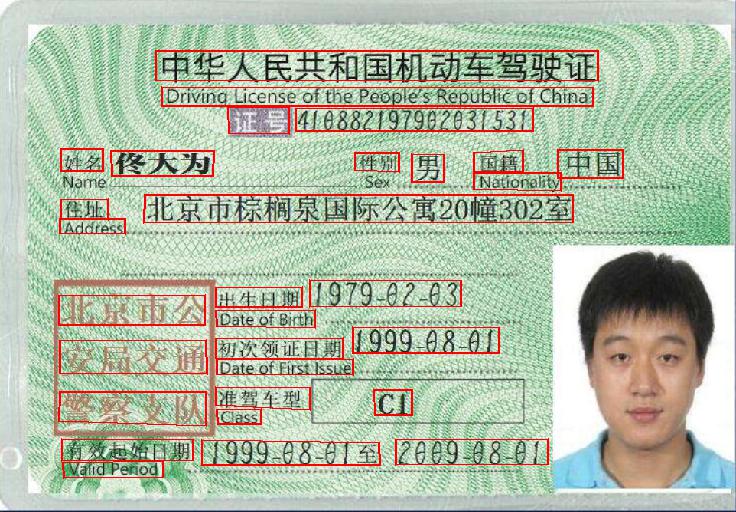 中华人民共和国机动车驾驶证
Driving License of the People's Republic of China
证号 410882197902031531
姓名 佟大为 性别 男 国籍 中国
Name Sex Nationality
住址 北京市棕榈泉国际公寓20幢302室
Address
北京市公
安局交通
警察支队
出生日期 1979-02-03
Date of Birth
初次领证日期 1999-08-01
Date of First Issue
准驾车型 C1
Class
有效起始日期 1999-08-01至 2009-08-01
Valid Period